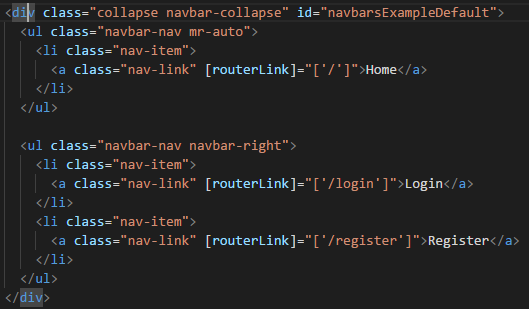 <div class="collapse navbar-collapse" id="navbarsExampleDefault">
<ul class="navbar-nav mr-auto">
<li class="nav-item">
<a class="nav-link" [routerLink]="['/']">Home</a>
</li>
</ul>
<ul class="navbar-nav navbar-right">
<li class="nav-item">
<a class="nav-link" [routerLink]="['/login']">Login</a>
</li>
<li class="nav-item">
<a class="nav-link" [routerLink]="['/register']">Register</a>
</li>
</ul>
</div>